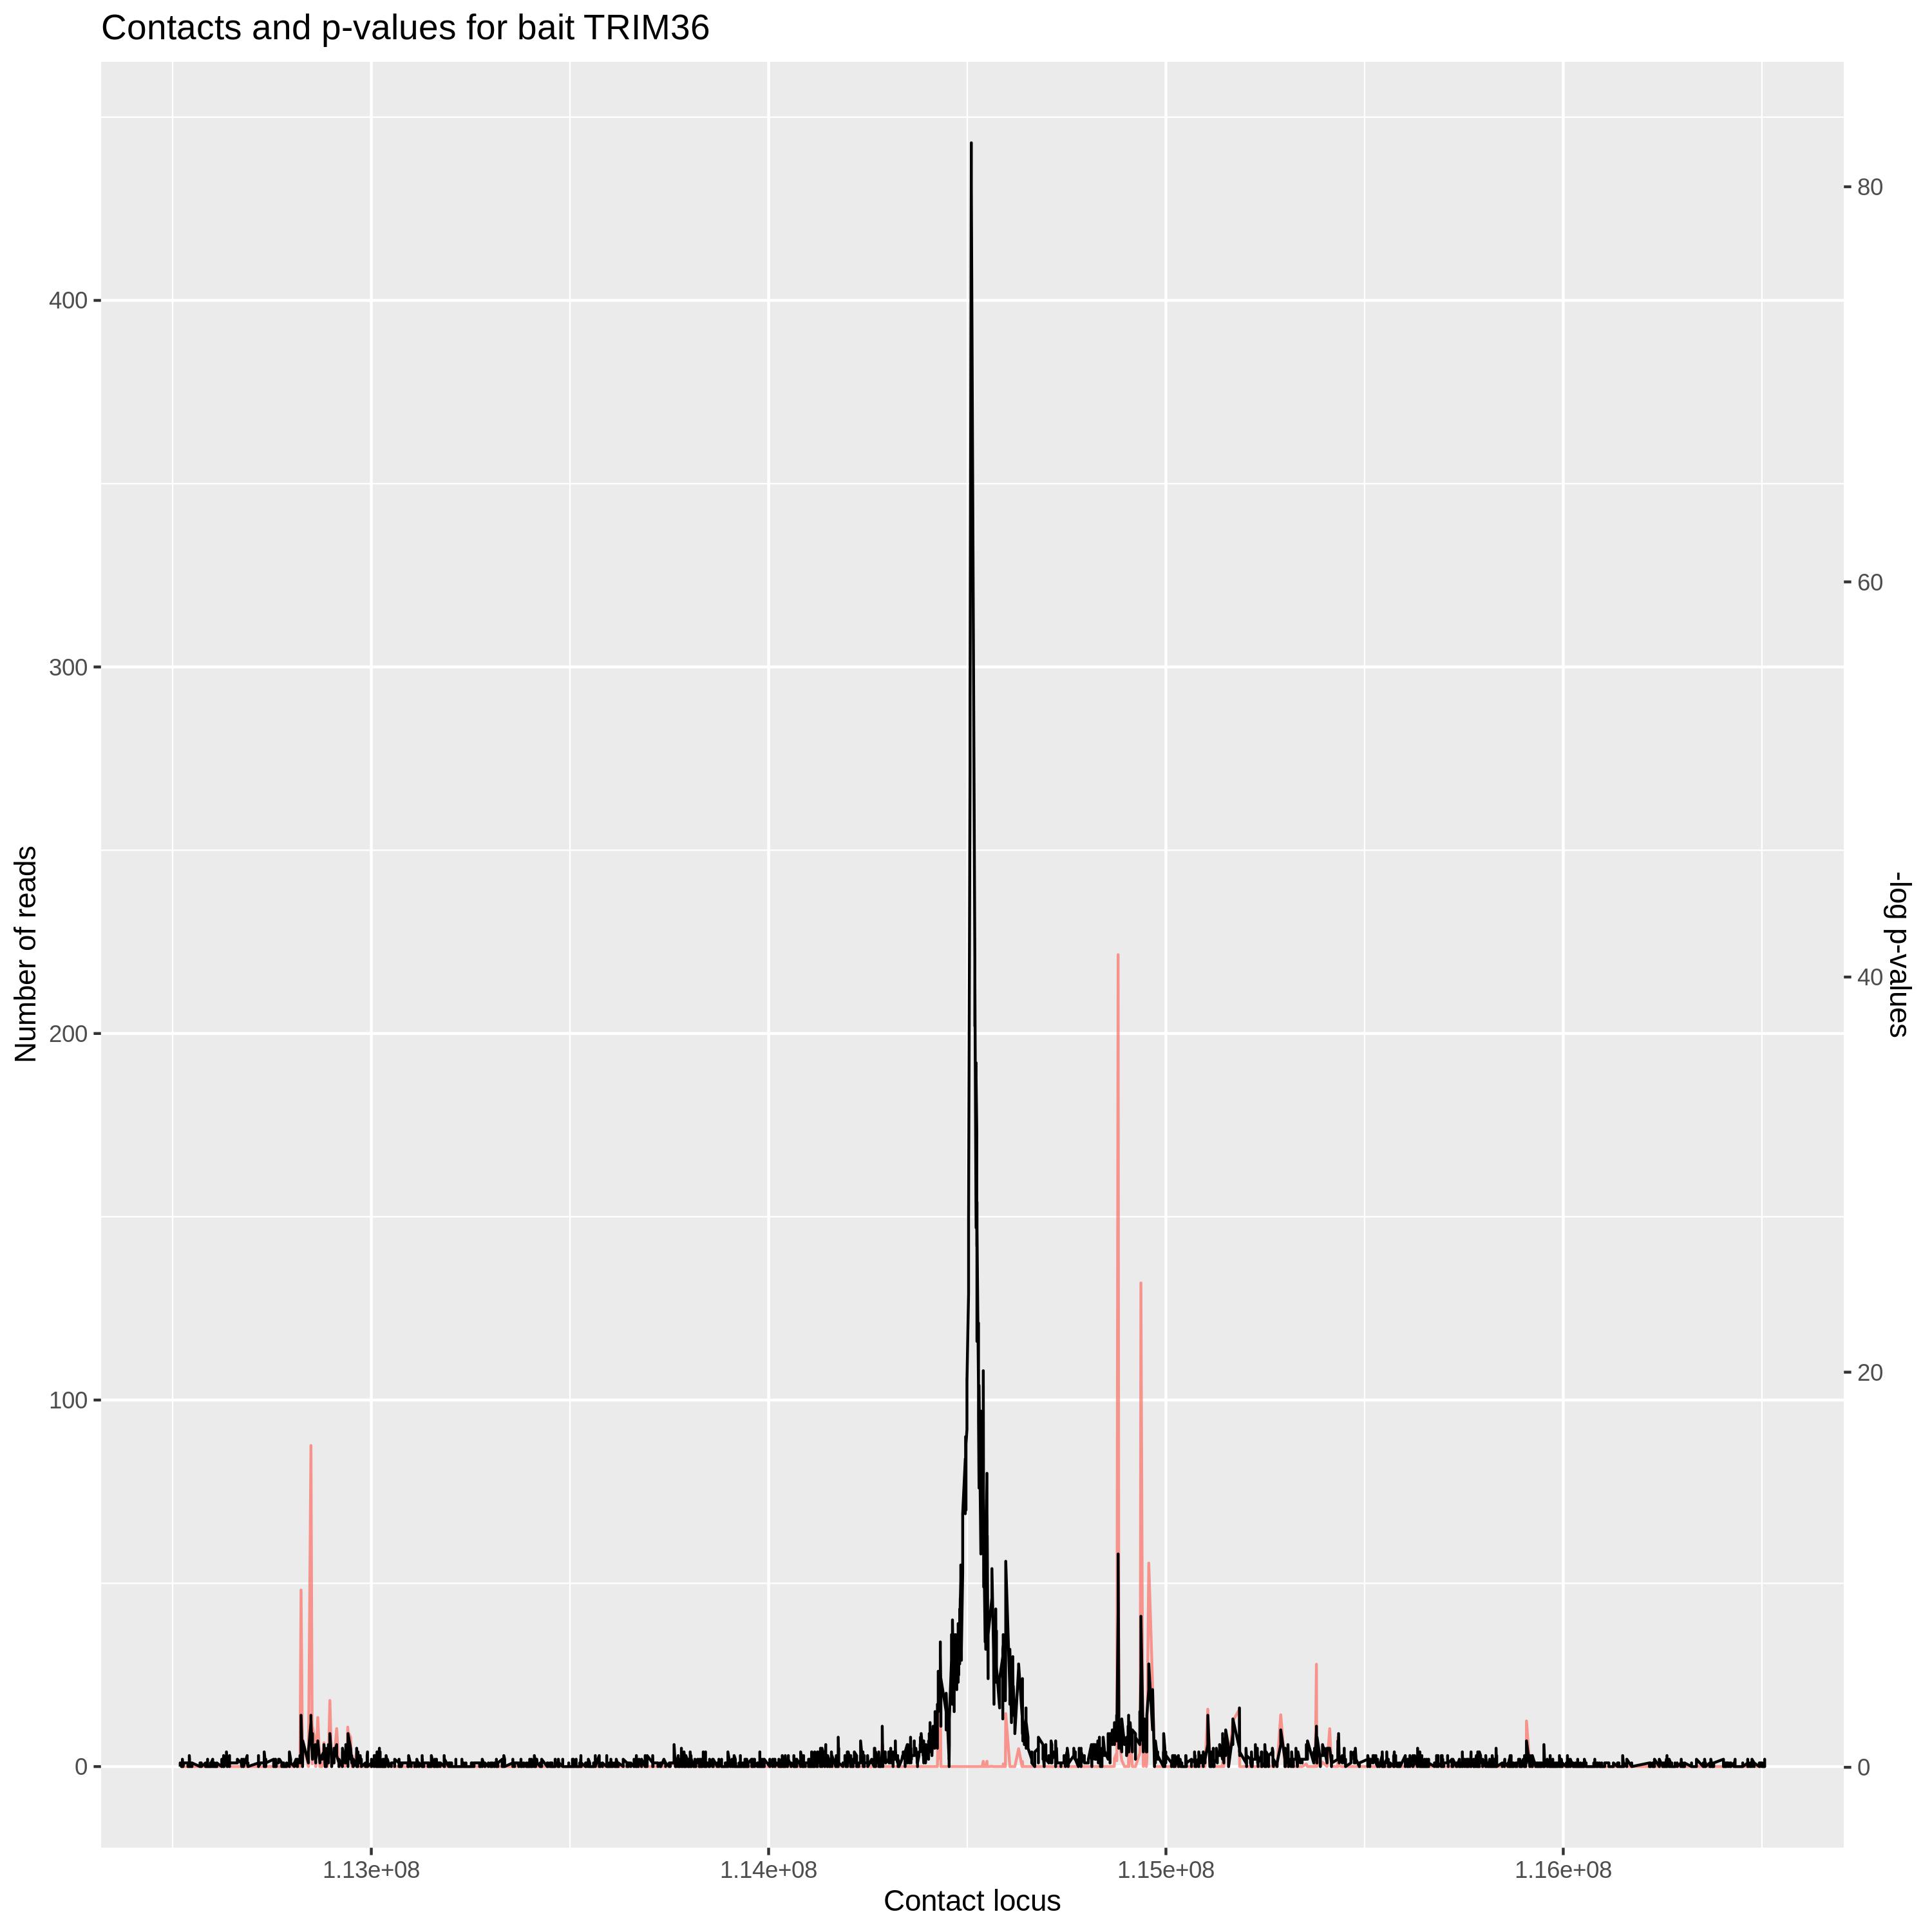 Contacts and p-values for bait TRIM36
Number of reads
400
300
200
100
0
80
60
40
20
0
-log p-values
1.13e+08 1.14e+08 1.15e+08 1.16e+08
Contact locus